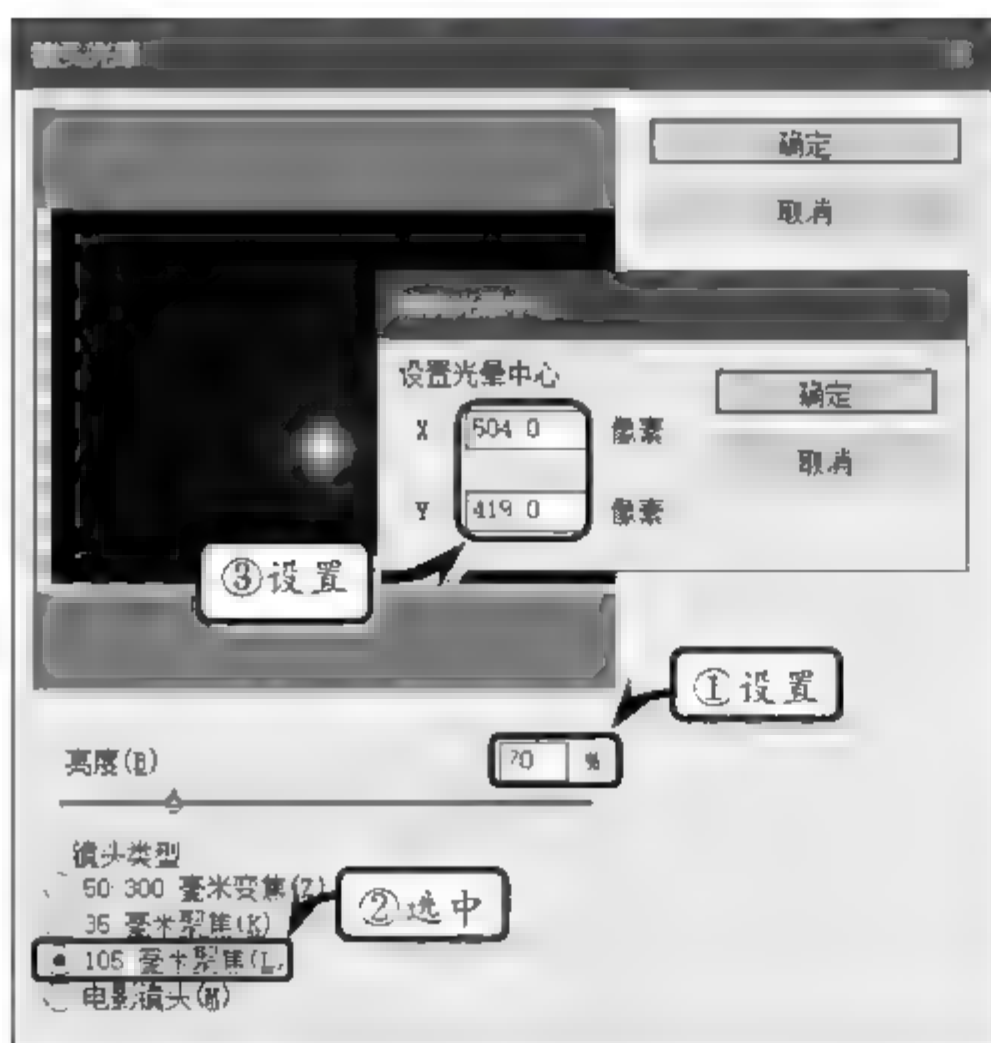 确定
取消
设置光晕中心
X 504.0 像素
Y 419.0 像素
确定
取消
③设置
①设置
亮度(B)
70 %
镜头类型
50-300 毫米变焦(Z)
35 毫米聚焦(K)
105 毫米聚焦(L)
②选中
电影镜头(M)